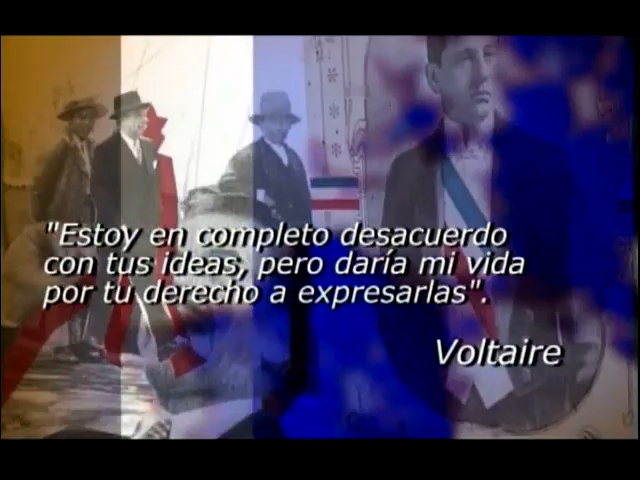 "Estoy en completo desacuerdo
con tus ideas, pero daría mi vida
por tu derecho a expresarlas".
Voltaire